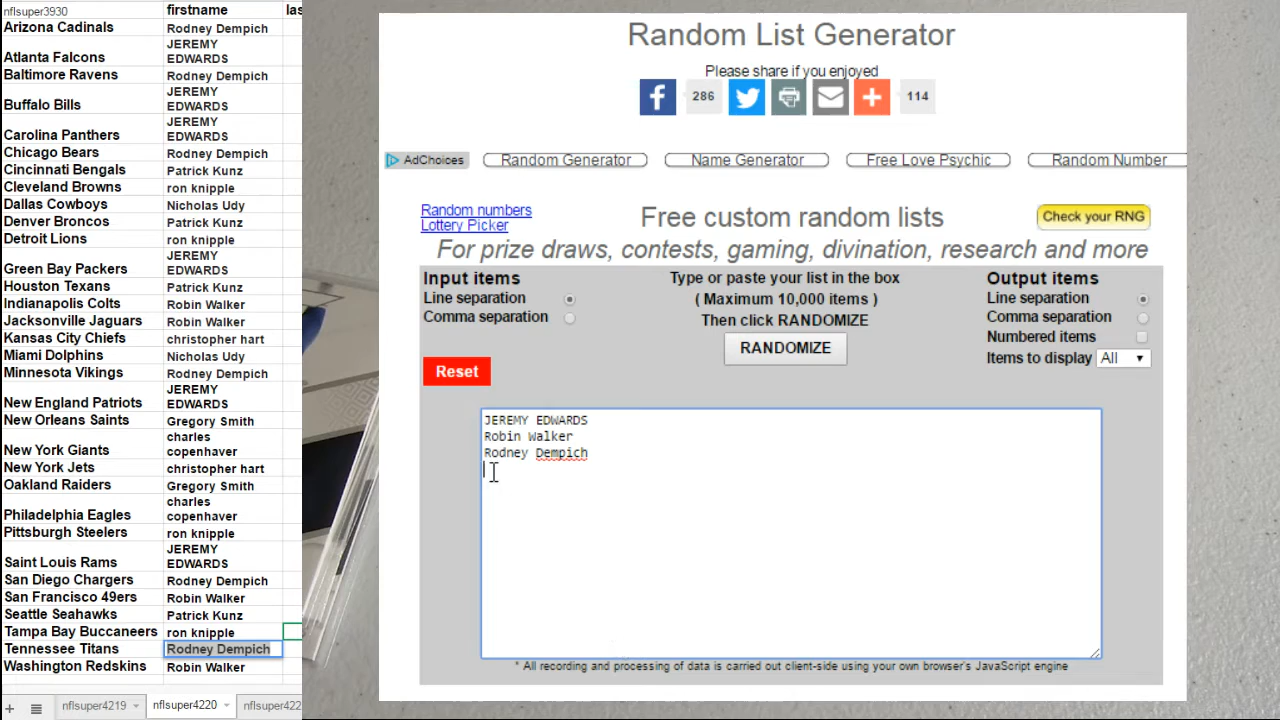 nflsuper3930 firstname las
Arizona Cadinals Rodney Dempich
JEREMY
Atlanta Falcons EDWARDS
Baltimore Ravens Rodney Dempich
JEREMY
Buffalo Bills EDWARDS
JEREMY
Carolina Panthers EDWARDS
Chicago Bears Rodney Dempich
Cincinnati Bengals Patrick Kunz
Cleveland Browns ron knipple
Dallas Cowboys Nicholas Udy
Denver Broncos Patrick Kunz
Detroit Lions ron knipple
JEREMY
Green Bay Packers EDWARDS
Houston Texans Patrick Kunz
Indianapolis Colts Robin Walker
Jacksonville Jaguars Robin Walker
Kansas City Chiefs christopher hart
Miami Dolphins Nicholas Udy
Minnesota Vikings Rodney Dempich
JEREMY
New England Patriots EDWARDS
New Orleans Saints Gregory Smith
charles
New York Giants copenhaver
New York Jets christopher hart
Oakland Raiders Gregory Smith
charles
Philadelphia Eagles copenhaver
Pittsburgh Steelers ron knipple
JEREMY
Saint Louis Rams EDWARDS
San Diego Chargers Rodney Dempich
San Francisco 49ers Robin Walker
Seattle Seahawks Patrick Kunz
Tampa Bay Buccaneers ron knipple
Tennessee Titans Rodney Dempich
Washington Redskins Robin Walker
nflsuper4219 nflsuper4220 nflsuper422
Random List Generator
Please share if you enjoyed
286 114
AdChoices Random Generator Name Generator Free Love Psychic Random Number
Random numbers
Lottery Picker
Free custom random lists
Check your RNG
For prize draws, contests, gaming, divination, research and more
Input items
Line separation
Comma separation
Reset
Type or paste your list in the box
( Maximum 10,000 items )
Then click RANDOMIZE
RANDOMIZE
Output items
Line separation
Comma separation
Numbered items
Items to display All
JEREMY EDWARDS
Robin Walker
Rodney Dempich
* All recording and processing of data is carried out client-side using your own browser's JavaScript engine